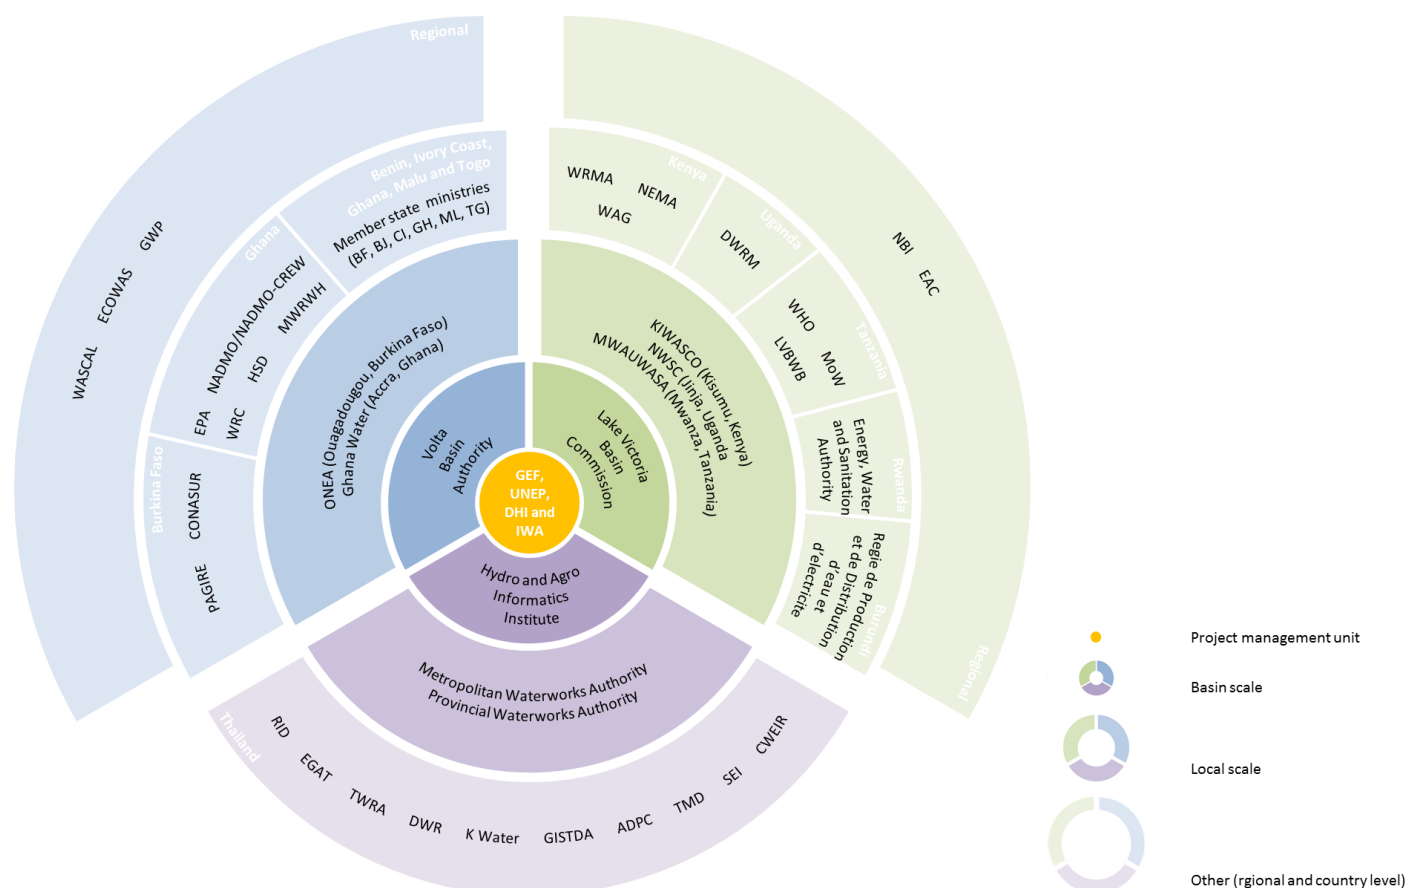 Regional
GWP
ECOWAS
WASCAL
Benin, Ivory Coast,
Ghana, Malu and Togo
Member state ministries
(BF, BJ, CI, GH, ML, TG)
Ghana
NADMO/NADMO-CREW
MWRWH
HSD
EPA
WRC
Burkina Faso
CONASUR
PAGIRE
ONEA (Ouagadougou, Burkina Faso)
Ghana Water (Accra, Ghana)
Volta
Basin
Authority
GEF,
UNEP,
DHI and
IWA
Lake Victoria
Basin
Commission
KIWASCO (Kisumu, Kenya)
NWSC (Jinja, Uganda
MWAUWASA (Mwanza, Tanzania)
Kenya
WRMA
NEMA
WAG
Uganda
DWRM
Tanzania
WHO
MoW
LVBWB
Rwanda
Energy, Water
and Sanitation
Authority
Burundi
Regie de Production
et de Distribution
d'eau et
d'electricite
NBI
EAC
Regional
Hydro and Agro
Informatics
Institute
Metropolitan Waterworks Authority
Provincial Waterworks Authority
Thailand
RID
EGAT
TWRA
DWR
K Water
GISTDA
ADPC
TMD
SEI
CWEIR
Project management unit
Basin scale
Local scale
Other (rgional and country level)